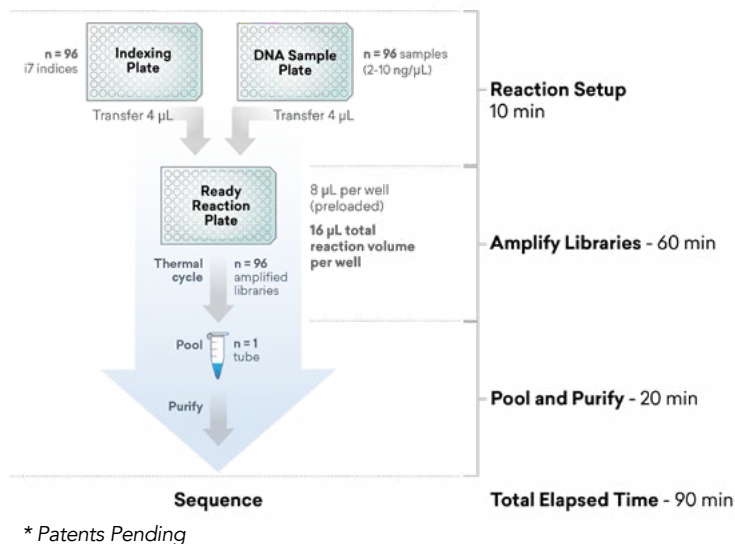 n = 96
i7 indices
Indexing
Plate
DNA Sample
Plate
n = 96 samples
(2-10 ng/µL)
Transfer 4 µL
Transfer 4 µL
Reaction Setup
10 min
Ready
Reaction
Plate
8 µL per well
(preloaded)
16 µL total
reaction volume
per well
Amplify Libraries - 60 min
Thermal
cycle
n = 96
amplified
libraries
Pool
n = 1
tube
Pool and Purify - 20 min
Purify
Sequence
Total Elapsed Time - 90 min
* Patents Pending